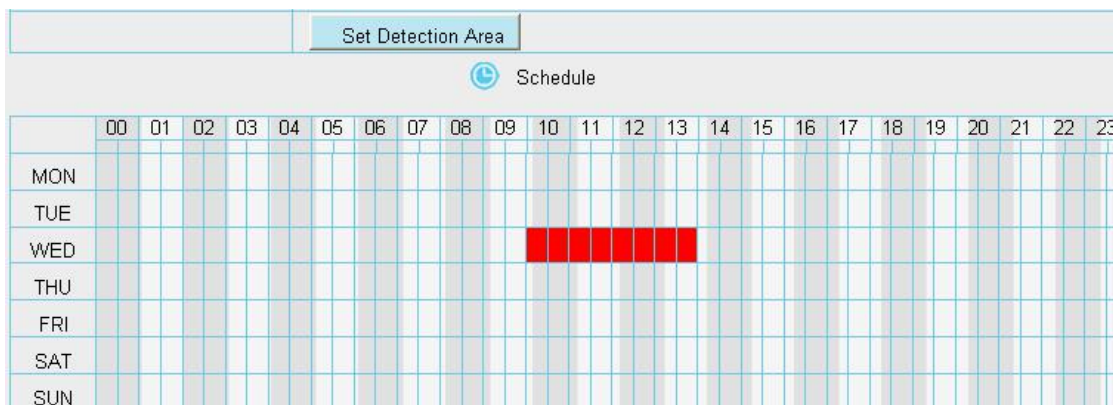 Set Detection Area
Schedule
00 01 02 03 04 05 06 07 08 09 10 11 12 13 14 15 16 17 18 19 20 21 22 23
MON
TUE
WED
THU
FRI
SAT
SUN